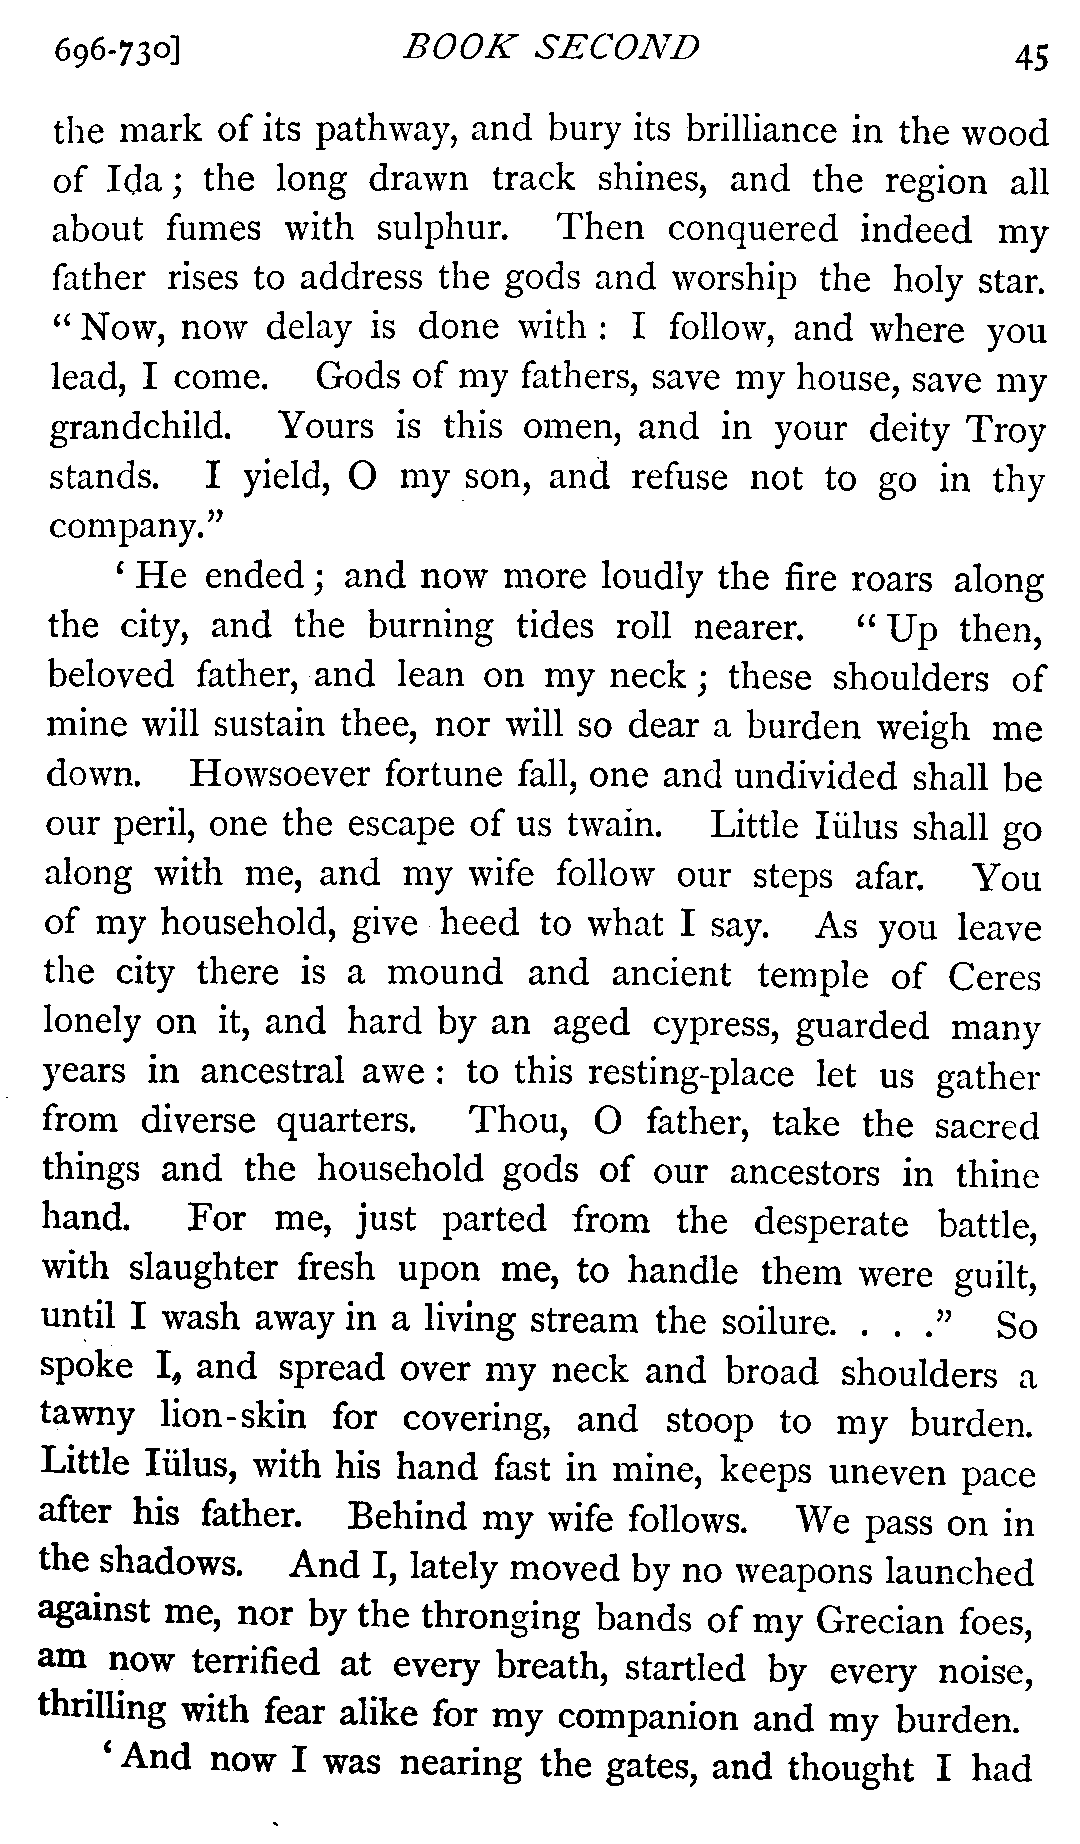 696-730] BOOK SECOND 45
the mark of its pathway, and bury its brilliance in the wood
of Ida ; the long drawn track shines, and the region all
about fumes with sulphur. Then conquered indeed my
father rises to address the gods and worship the holy star.
“ Now, now delay is done with : I follow, and where you
lead, I come. Gods of my fathers, save my house, save my
grandchild. Yours is this omen, and in your deity Troy
stands. I yield, O my son, and refuse not to go in thy
company.”
‘ He ended ; and now more loudly the fire roars along
the city, and the burning tides roll nearer. “ Up then,
beloved father, and lean on my neck ; these shoulders of
mine will sustain thee, nor will so dear a burden weigh me
down. Howsoever fortune fall, one and undivided shall be
our peril, one the escape of us twain. Little Iülus shall go
along with me, and my wife follow our steps afar. You
of my household, give heed to what I say. As you leave
the city there is a mound and ancient temple of Ceres
lonely on it, and hard by an aged cypress, guarded many
years in ancestral awe : to this resting-place let us gather
from diverse quarters. Thou, O father, take the sacred
things and the household gods of our ancestors in thine
hand. For me, just parted from the desperate battle,
with slaughter fresh upon me, to handle them were guilt,
until I wash away in a living stream the soilure. . . .” So
spoke I, and spread over my neck and broad shoulders a
tawny lion-skin for covering, and stoop to my burden.
Little Iülus, with his hand fast in mine, keeps uneven pace
after his father. Behind my wife follows. We pass on in
the shadows. And I, lately moved by no weapons launched
against me, nor by the thronging bands of my Grecian foes,
am now terrified at every breath, startled by every noise,
thrilling with fear alike for my companion and my burden.
‘ And now I was nearing the gates, and thought I had